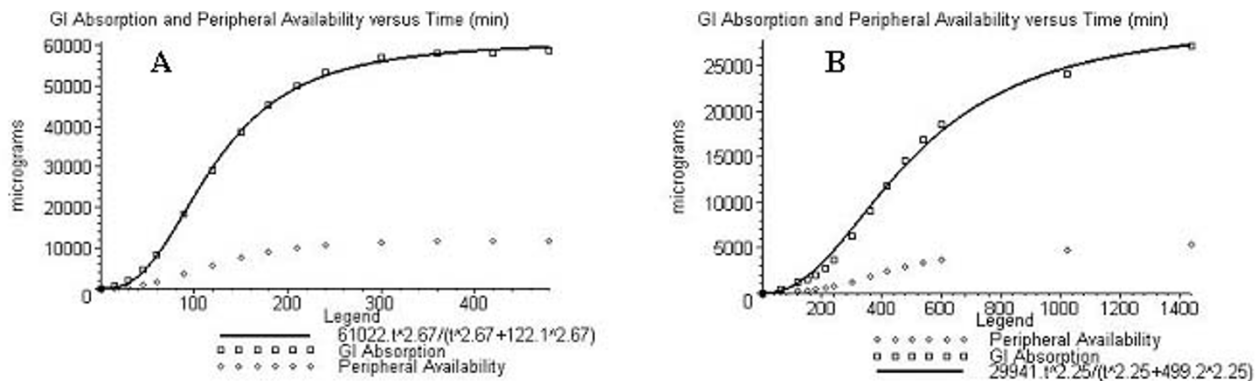 GI Absorption and Peripheral Availability versus Time (min)
A
60000
50000
40000
30000
20000
10000
0
micrograms
100
200
300
400
Legend
61022.t^2.67/(t^2.67+122.1^2.67)
GI Absorption
Peripheral Availability
GI Absorption and Peripheral Availability versus Time (min)
B
25000
20000
15000
10000
5000
0
micrograms
200
400
600
800
1000
1200
1400
Legend
Peripheral Availability
GI Absorption
29941.t^2.25/(t^2.25+499.2^2.25)